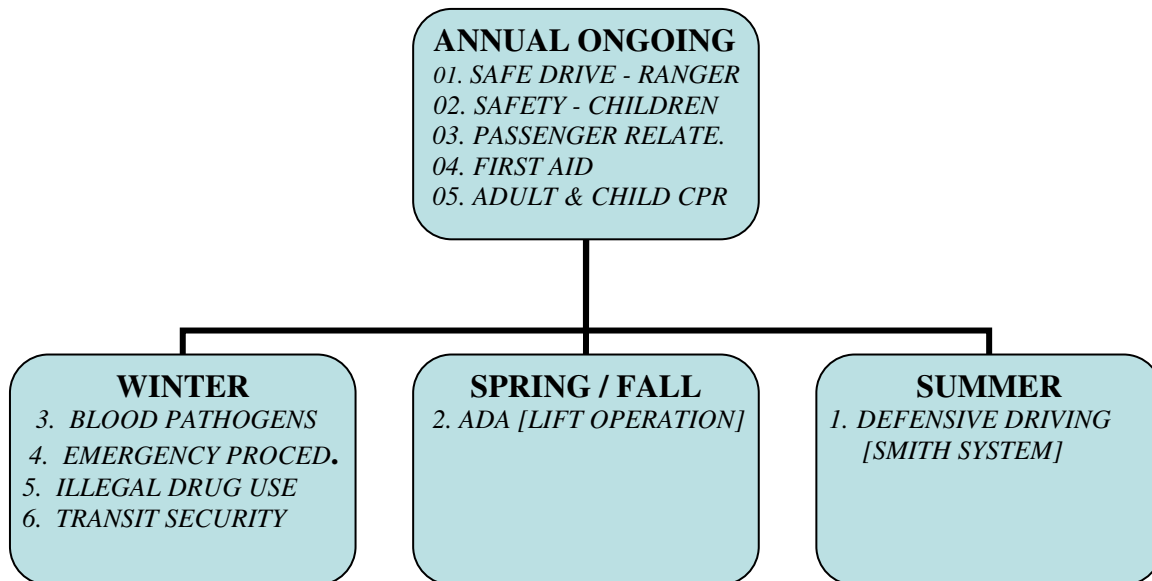 ANNUAL ONGOING
01. SAFE DRIVE - RANGER
02. SAFETY - CHILDREN
03. PASSENGER RELATE.
04. FIRST AID
05. ADULT & CHILD CPR
WINTER
3. BLOOD PATHOGENS
4. EMERGENCY PROCED.
5. ILLEGAL DRUG USE
6. TRANSIT SECURITY
SPRING / FALL
2. ADA [LIFT OPERATION]
SUMMER
1. DEFENSIVE DRIVING
[SMITH SYSTEM]